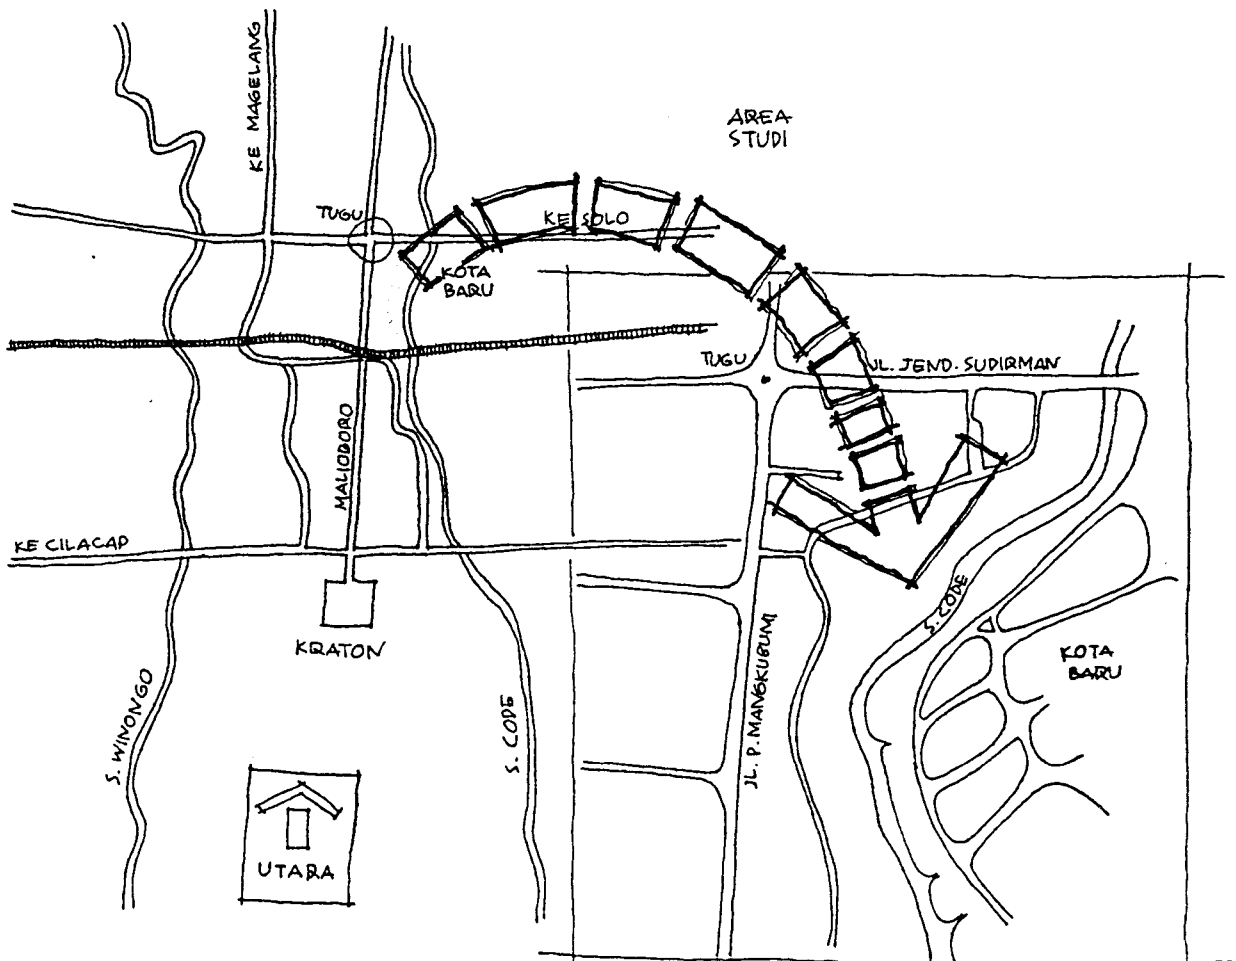 KE MAGELANG
AREA
STUDI
TUGU
KE SOLO
KOTA
BARU
TUGU
JL. JEND. SUDIRMAN
MALIOBORO
KE CILACAP
KRATON
S. CODE
S. WINONGO
S. CODE
JL. P. MANGKUBUMI
KOTA
BARU
UTARA